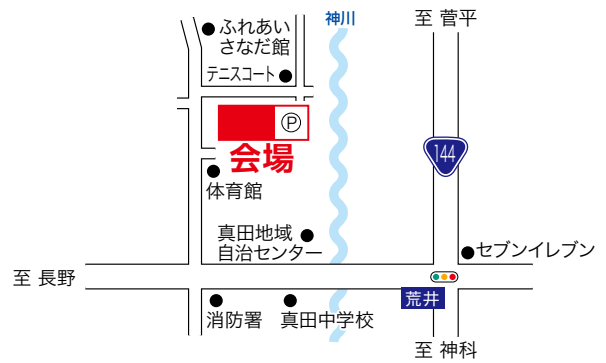 ふれあい
さなだ館
神川
至 菅平
テニスコート
Ⓟ
会場
144
体育館
真田地域
自治センター
セブンイレブン
至 長野
荒井
消防署
真田中学校
至 神科